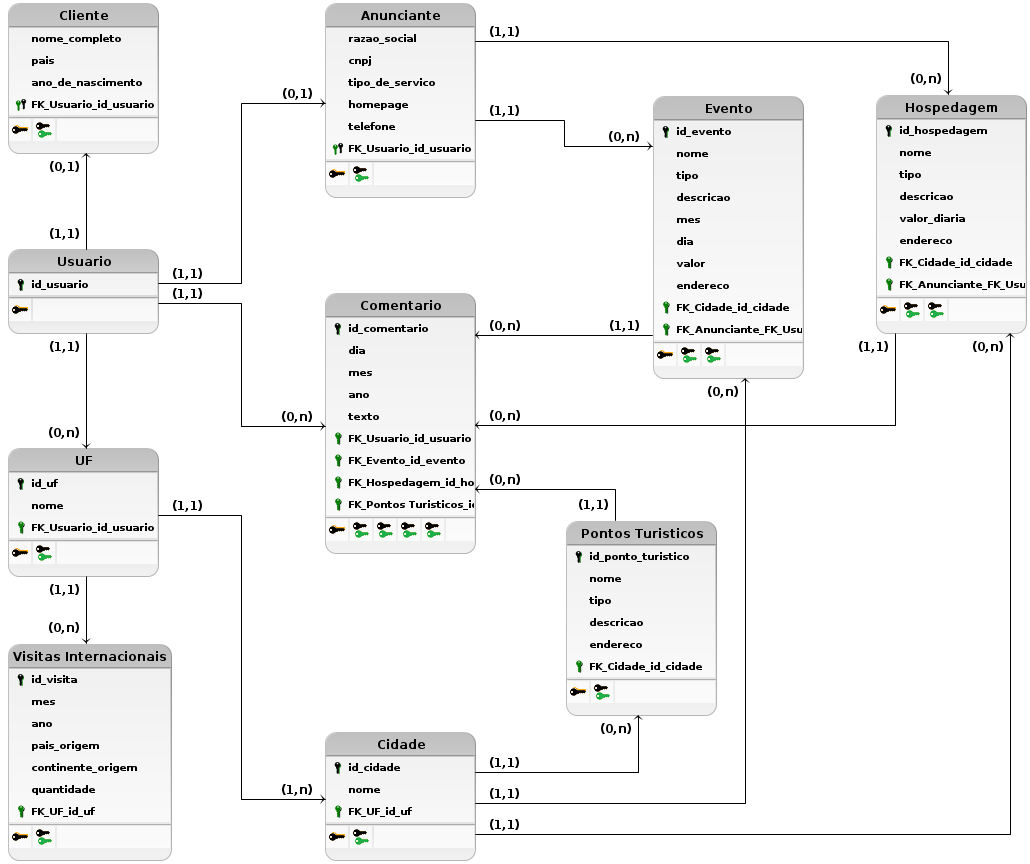 Cliente
nome_completo
pais
ano_de_nascimento
FK_Usuario_id_usuario
(0,1)
(1,1)
Usuario
id_usuario
(1,1)
(1,1)
(1,1)
(0,n)
UF
id_uf
nome
FK_Usuario_id_usuario
(1,1)
(1,1)
(0,n)
Visitas Internacionais
id_visita
mes
ano
pais_origem
continente_origem
quantidade
FK_UF_id_uf
(0,1)
Anunciante
razao_social
cnpj
tipo_de_servico
homepage
telefone
FK_Usuario_id_usuario
(1,1)
(1,1)
(0,n)
(0,n)
Comentario
id_comentario
dia
mes
ano
texto
FK_Usuario_id_usuario
FK_Evento_id_evento
FK_Hospedagem_id_ho
FK_Pontos Turisticos_id
(0,n)
(0,n)
(1,1)
(0,n)
(0,n)
(1,1)
Evento
id_evento
nome
tipo
descricao
mes
dia
valor
endereco
FK_Cidade_id_cidade
FK_Anunciante_FK_Usu
(0,n)
Hospedagem
id_hospedagem
nome
tipo
descricao
valor_diaria
endereco
FK_Cidade_id_cidade
FK_Anunciante_FK_Usu
(1,1)
(0,n)
Pontos Turisticos
id_ponto_turistico
nome
tipo
descricao
endereco
FK_Cidade_id_cidade
(0,n)
(1,n)
Cidade
id_cidade
nome
FK_UF_id_uf
(1,1)
(1,1)
(1,1)